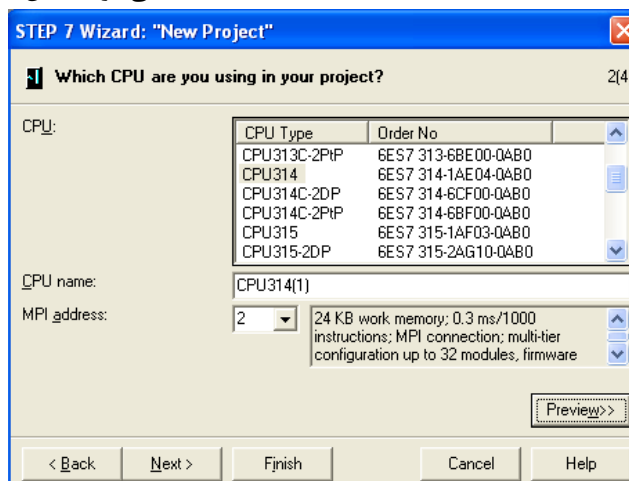 STEP 7 Wizard: "New Project"
Which CPU are you using in your project? 2(4
CPU:
CPU Type Order No
CPU313C-2PtP 6ES7 313-6BE00-0AB0
CPU314 6ES7 314-1AE04-0AB0
CPU314C-2DP 6ES7 314-6CF00-0AB0
CPU314C-2PtP 6ES7 314-6BF00-0AB0
CPU315 6ES7 315-1AF03-0AB0
CPU315-2DP 6ES7 315-2AG10-0AB0
CPU name: CPU314(1)
MPI address: 2
24 KB work memory; 0.3 ms/1000
instructions; MPI connection; multi-tier
configuration up to 32 modules, firmware
Preview>>
< Back Next > Finish Cancel Help